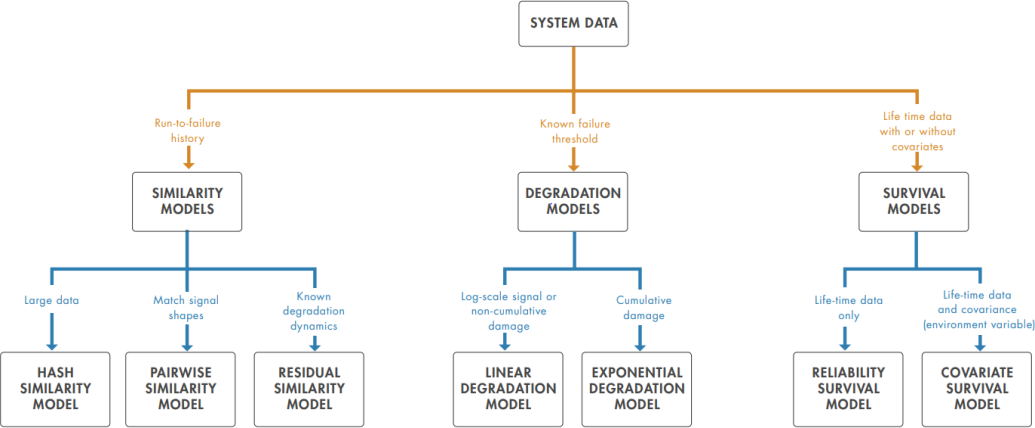 SYSTEM DATA
Run-to-failure
history
Known failure
threshold
Life time data
with or without
covariates
SIMILARITY
MODELS
DEGRADATION
MODELS
SURVIVAL
MODELS
Large data
Match signal
shapes
Known
degradation
dynamics
Log-scale signal or
non-cumulative
damage
Cumulative
damage
Life-time data
only
Life-time data
and covariance
(environment variable)
HASH
SIMILARITY
MODEL
PAIRWISE
SIMILARITY
MODEL
RESIDUAL
SIMILARITY
MODEL
LINEAR
DEGRADATION
MODEL
EXPONENTIAL
DEGRADATION
MODEL
RELIABILITY
SURVIVAL
MODEL
COVARIATE
SURVIVAL
MODEL